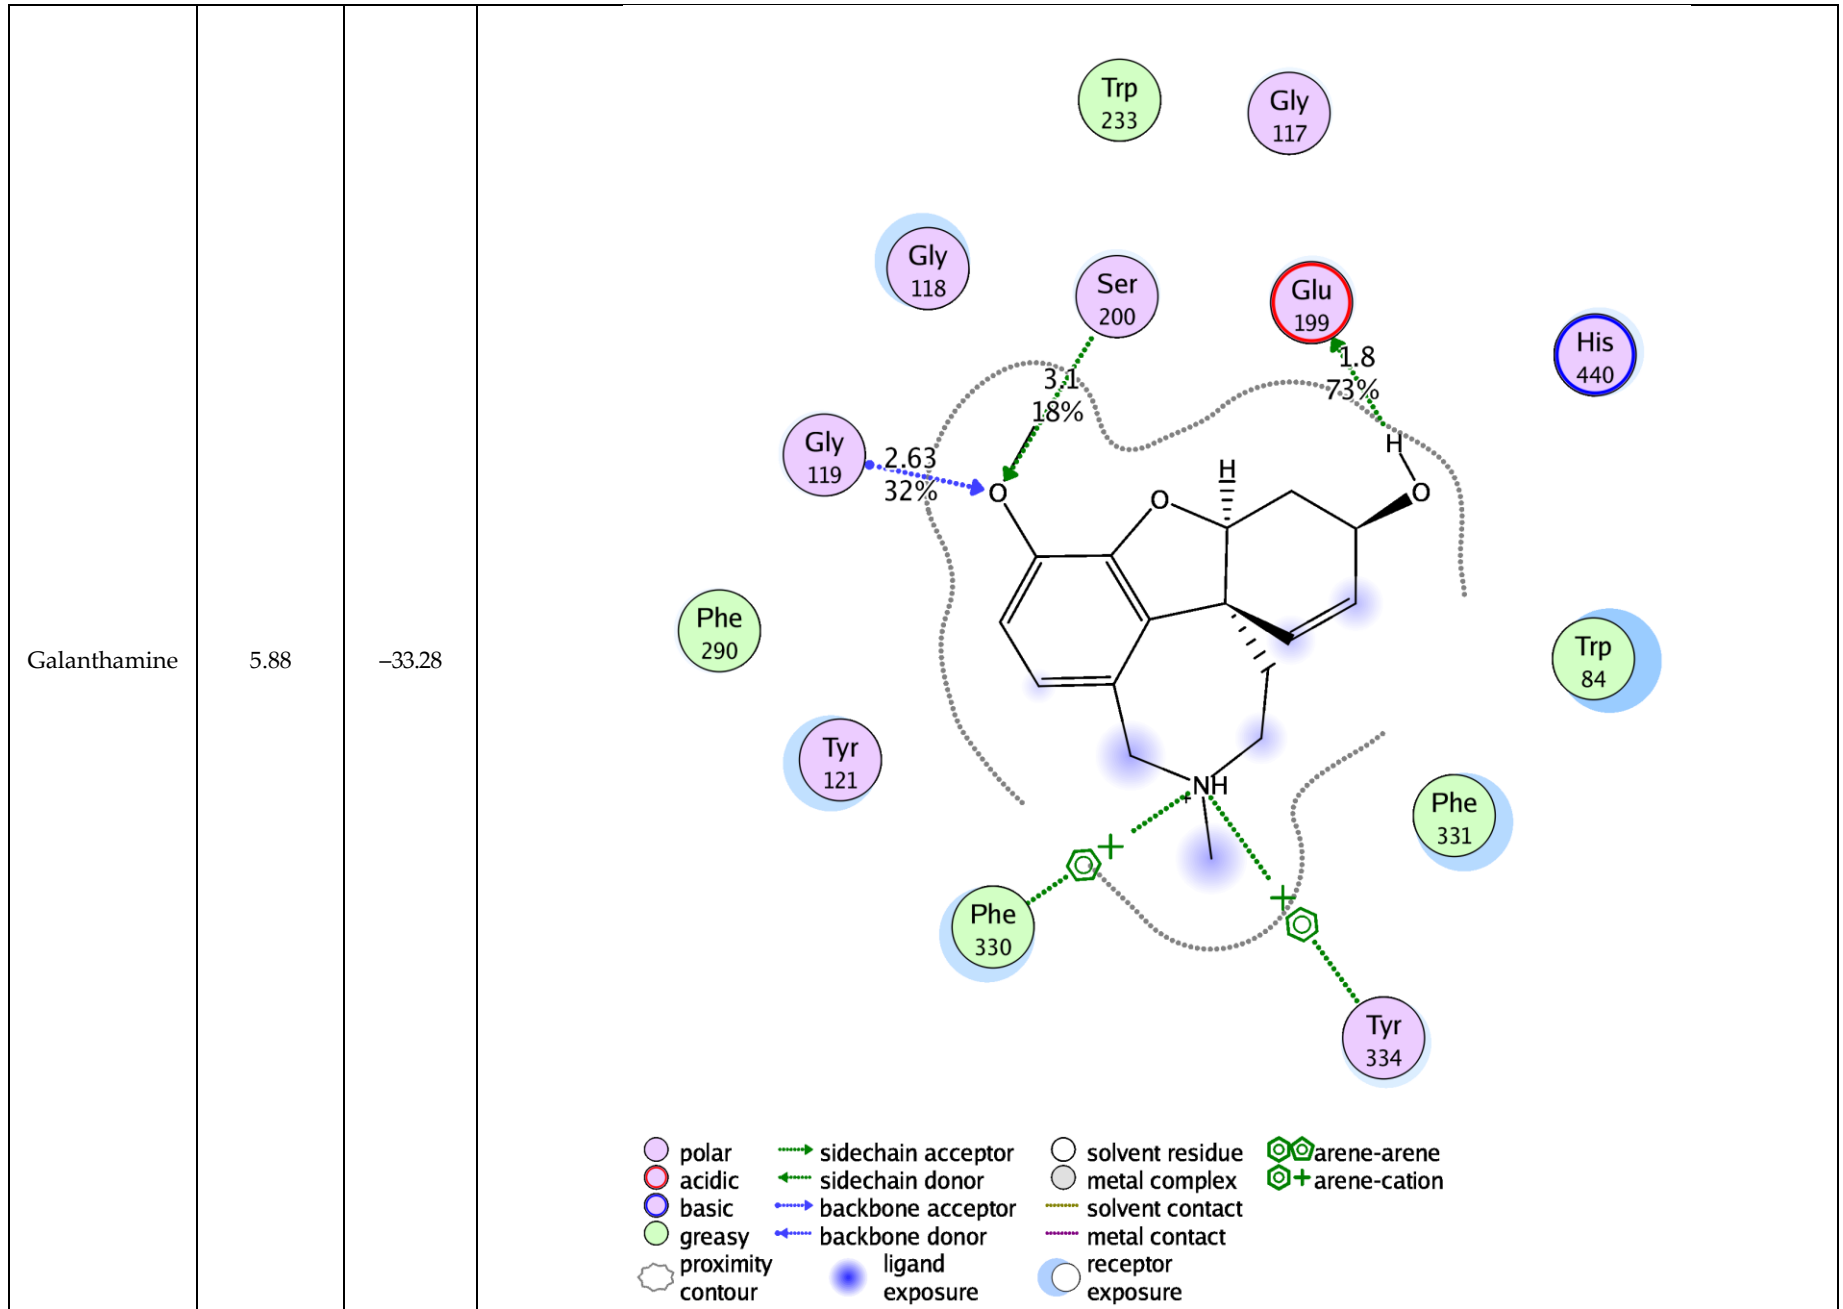 Galanthamine
5.88
–33.28
Trp
233
Gly
117
Gly
118
Ser
200
Glu
199
His
440
3.1
18%
1.8
73%
Gly
119
2.63
32%
H
H
O
O
O
Phe
290
Trp
84
Tyr
121
NH
+
Phe
331
Phe
330
Tyr
334
polar
acidic
basic
greasy
proximity
contour
sidechain acceptor
sidechain donor
backbone acceptor
backbone donor
ligand
exposure
solvent residue
metal complex
solvent contact
metal contact
receptor
exposure
arene-arene
arene-cation